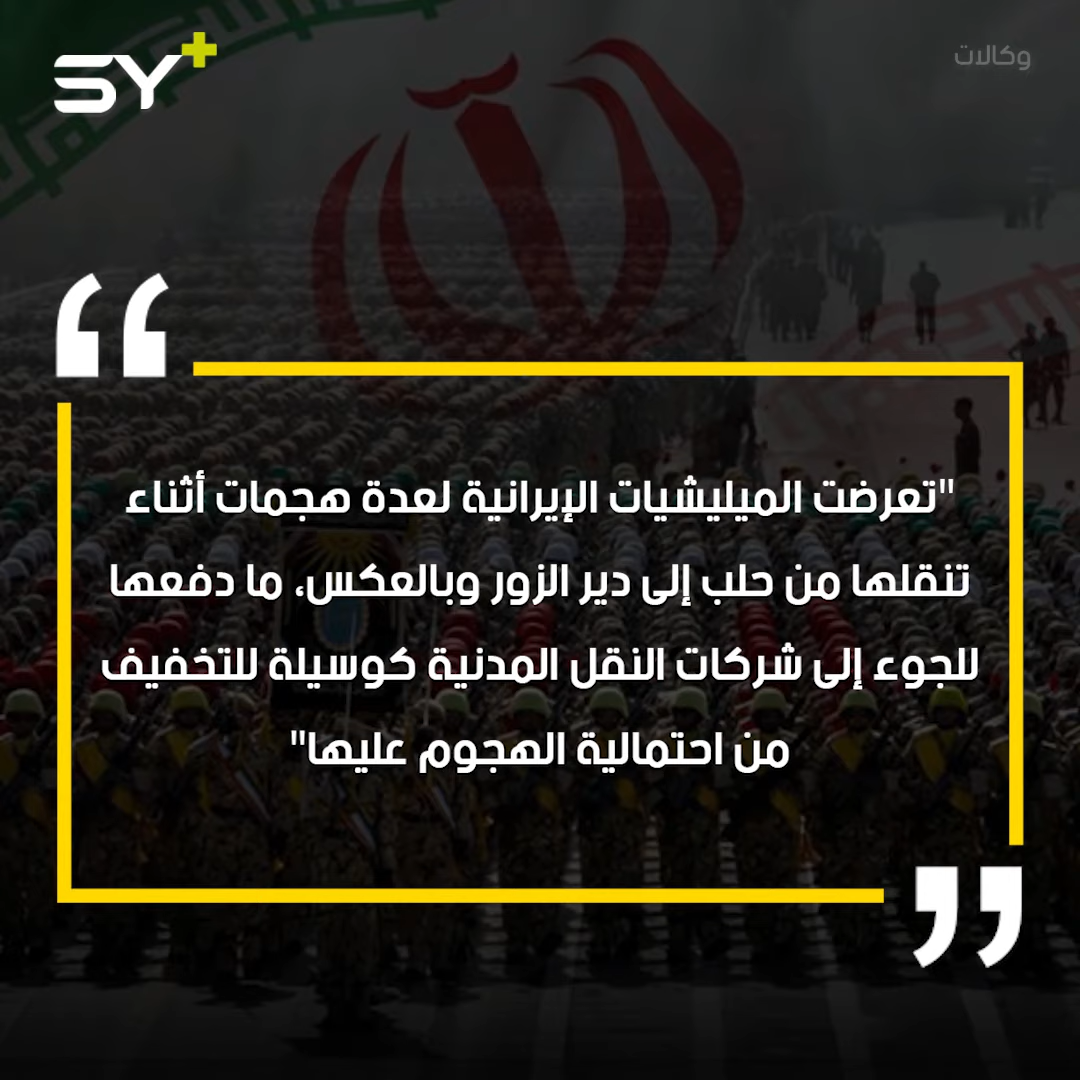 SY+
وكالات
"تعرضت الميليشيات الإيرانية لعدة هجمات أثناء
تنقلها من حلب إلى دير الزور وبالعكس، ما دفعها
للجوء إلى شركات النقل المدنية كوسيلة للتخفيف
من احتمالية الهجوم عليها"